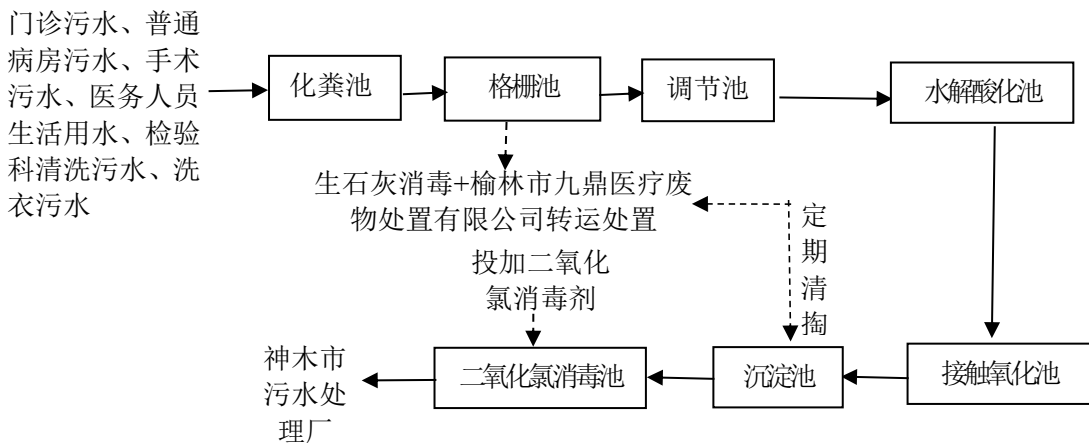 门诊污水、普通
病房污水、手术
污水、医务人员
生活用水、检验
科清洗污水、洗
衣污水
化粪池
格栅池
调节池
水解酸化池
生石灰消毒+榆林市九鼎医疗废
物处置有限公司转运处置
定
期
清
掏
投加二氧化
氯消毒剂
神木市
污水处
理厂
二氧化氯消毒池
沉淀池
接触氧化池